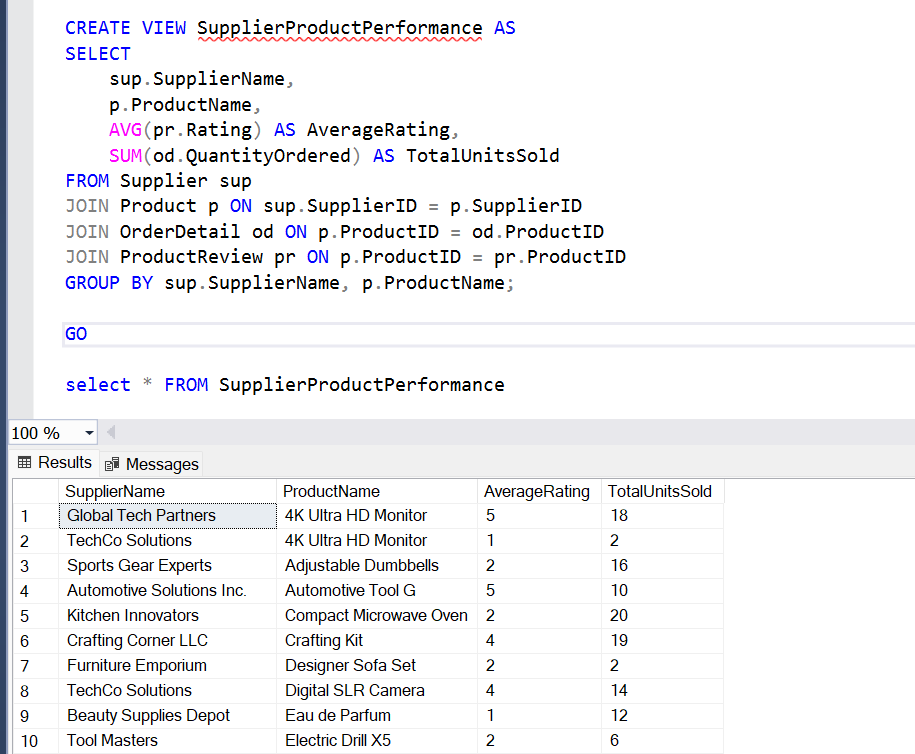 CREATE VIEW SupplierProductPerformance AS
SELECT
sup.SupplierName,
p.ProductName,
AVG(pr.Rating) AS AverageRating,
SUM(od.QuantityOrdered) AS TotalUnitsSold
FROM Supplier sup
JOIN Product p ON sup.SupplierID = p.SupplierID
JOIN OrderDetail od ON p.ProductID = od.ProductID
JOIN ProductReview pr ON p.ProductID = pr.ProductID
GROUP BY sup.SupplierName, p.ProductName;
GO
select * FROM SupplierProductPerformance
100 %
Results Messages
SupplierName ProductName AverageRating TotalUnitsSold
1 Global Tech Partners 4K Ultra HD Monitor 5 18
2 TechCo Solutions 4K Ultra HD Monitor 1 2
3 Sports Gear Experts Adjustable Dumbbells 2 16
4 Automotive Solutions Inc. Automotive Tool G 5 10
5 Kitchen Innovators Compact Microwave Oven 2 20
6 Crafting Corner LLC Crafting Kit 4 19
7 Furniture Emporium Designer Sofa Set 2 2
8 TechCo Solutions Digital SLR Camera 4 14
9 Beauty Supplies Depot Eau de Parfum 1 12
10 Tool Masters Electric Drill X5 2 6